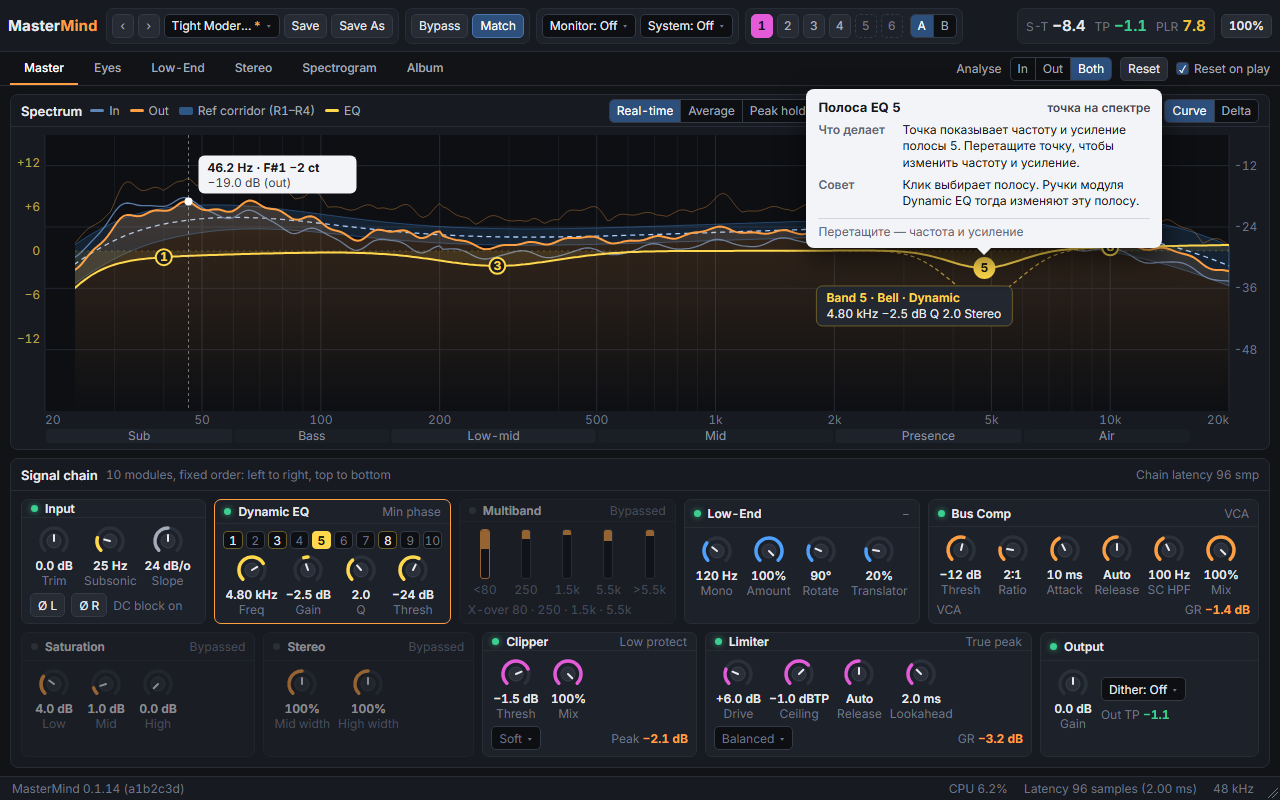 MasterMind ‹ › Tight Moder... * Save Save As Bypass Match Monitor: Off System: Off 1 2 3 4 5 6 A B S-T −8.4 TP −1.1 PLR 7.8 100%
Master Eyes Low-End Stereo Spectrogram Album Analyse In Out Both Reset Reset on play
Spectrum In Out Ref corridor (R1–R4) EQ Real-time Average Peak hold Curve Delta
Полоса EQ 5 точка на спектре
Что делает Точка показывает частоту и усиление
полосы 5. Перетащите точку, чтобы
изменить частоту и усиление.
Совет Клик выбирает полосу. Ручки модуля
Dynamic EQ тогда изменяют эту полосу.
Перетащите — частота и усиление
46.2 Hz · F#1 −2 ct
−19.0 dB (out)
+12 −12
+6 −24
0
−6 −36
−12 −48
1 3 5
Band 5 · Bell · Dynamic
4.80 kHz −2.5 dB Q 2.0 Stereo
20 50 100 200 500 1k 2k 5k 10k 20k
Sub Bass Low-mid Mid Presence Air
Signal chain 10 modules, fixed order: left to right, top to bottom Chain latency 96 smp
Input
0.0 dB 25 Hz 24 dB/o
Trim Subsonic Slope
Ø L Ø R DC block on
Dynamic EQ Min phase
1 2 3 4 5 6 7 8 9 10
4.80 kHz −2.5 dB 2.0 −24 dB
Freq Gain Q Thresh
Multiband Bypassed
<80 250 1.5k 5.5k >5.5k
X-over 80 · 250 · 1.5k · 5.5k
Low-End –
120 Hz 100% 90° 20%
Mono Amount Rotate Translator
Bus Comp VCA
−12 dB 2:1 10 ms Auto 100 Hz 100%
Thresh Ratio Attack Release SC HPF Mix
VCA GR −1.4 dB
Saturation Bypassed
4.0 dB 1.0 dB 0.0 dB
Low Mid High
Stereo Bypassed
100% 100%
Mid width High width
Clipper Low protect
−1.5 dB 100%
Thresh Mix
Soft Peak −2.1 dB
Limiter True peak
+6.0 dB −1.0 dBTP Auto 2.0 ms
Drive Ceiling Release Lookahead
Balanced GR −3.2 dB
Output
0.0 dB Dither: Off
Gain Out TP −1.1
MasterMind 0.1.14 (a1b2c3d) CPU 6.2% Latency 96 samples (2.00 ms) 48 kHz